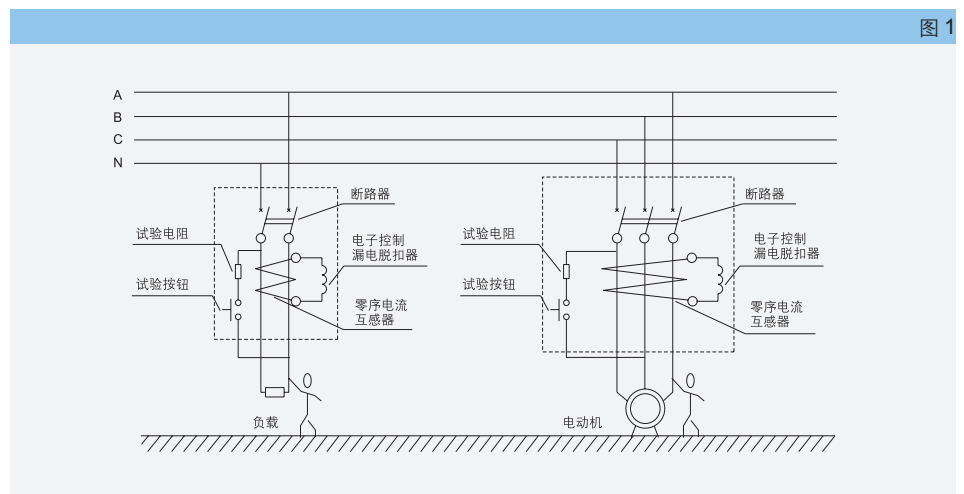 图 1
A
B
C
N
断路器
试验电阻
电子控制
漏电脱扣器
试验按钮
零序电流
互感器
负载
断路器
试验电阻
电子控制
漏电脱扣器
试验按钮
零序电流
互感器
电动机